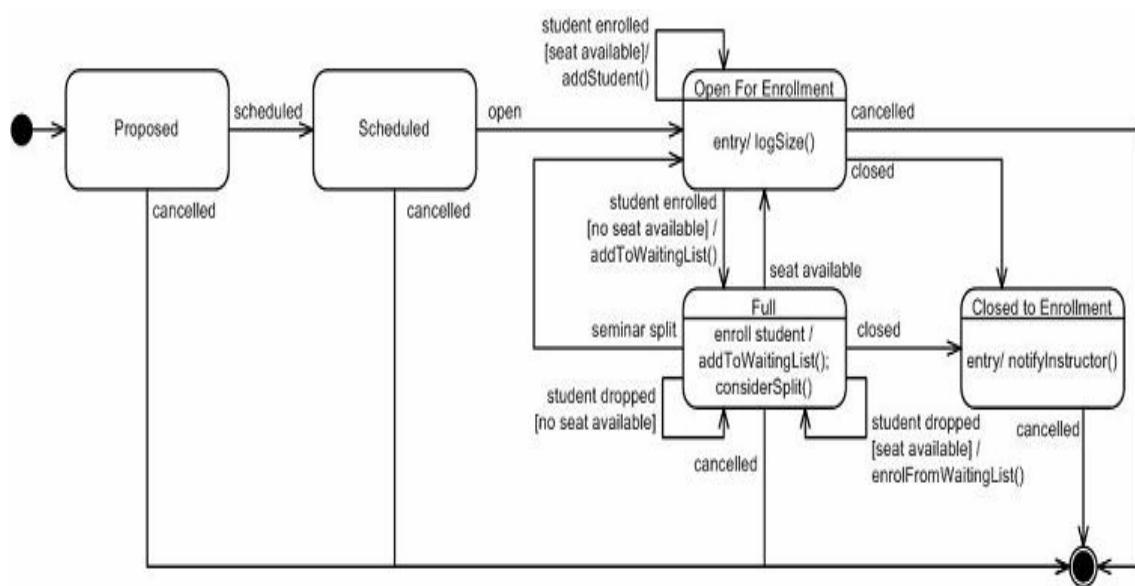 student enrolled
[seat available]/
addStudent()
Proposed
scheduled
Scheduled
open
Open For Enrollment
entry/ logSize()
cancelled
closed
cancelled
cancelled
student enrolled
[no seat available] /
addToWaitingList()
seat available
seminar split
Full
enroll student /
addToWaitingList();
considerSplit()
closed
Closed to Enrollment
entry/ notifyInstructor()
student dropped
[no seat available]
cancelled
student dropped
[seat available] /
enrolFromWaitingList()
cancelled